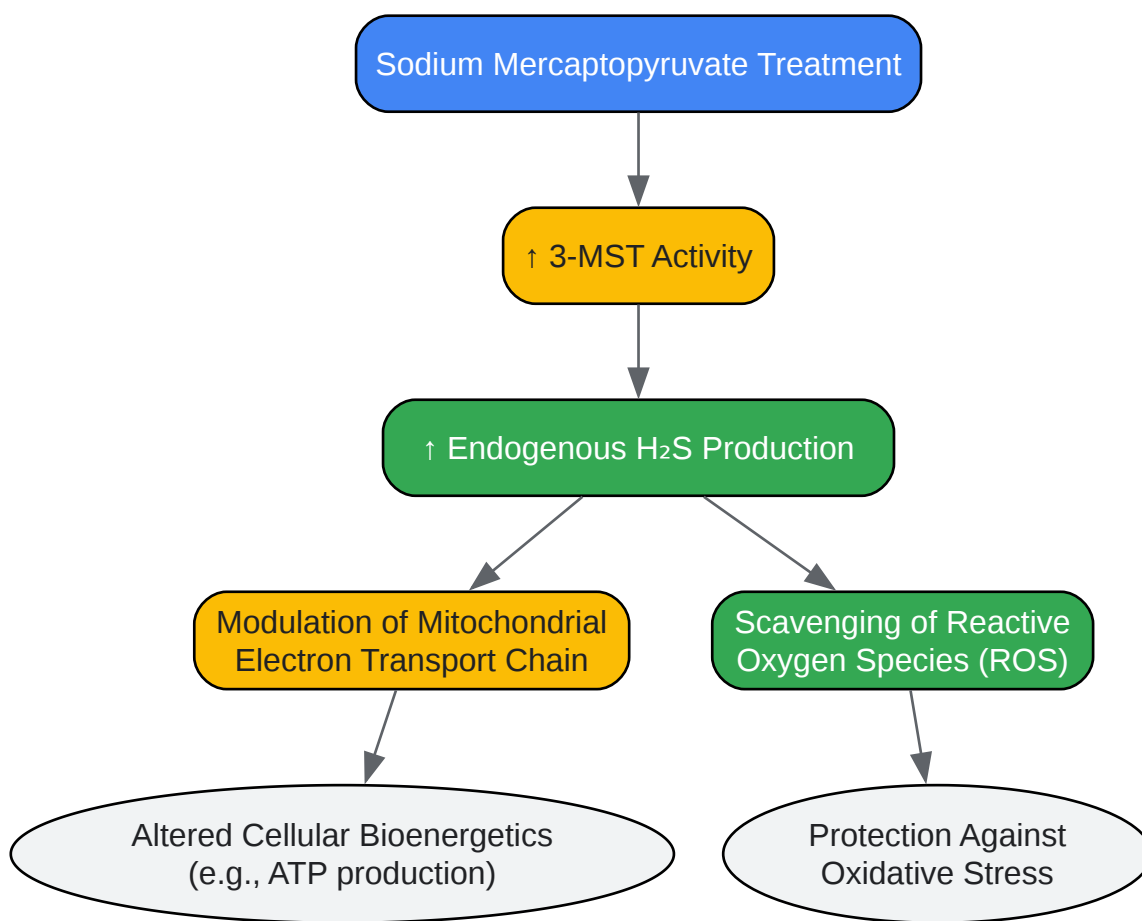 Sodium Mercaptopyruvate Treatment
↑ 3-MST Activity
↑ Endogenous H₂S Production
Modulation of Mitochondrial
Electron Transport Chain
Scavenging of Reactive
Oxygen Species (ROS)
Altered Cellular Bioenergetics
(e.g., ATP production)
Protection Against
Oxidative Stress